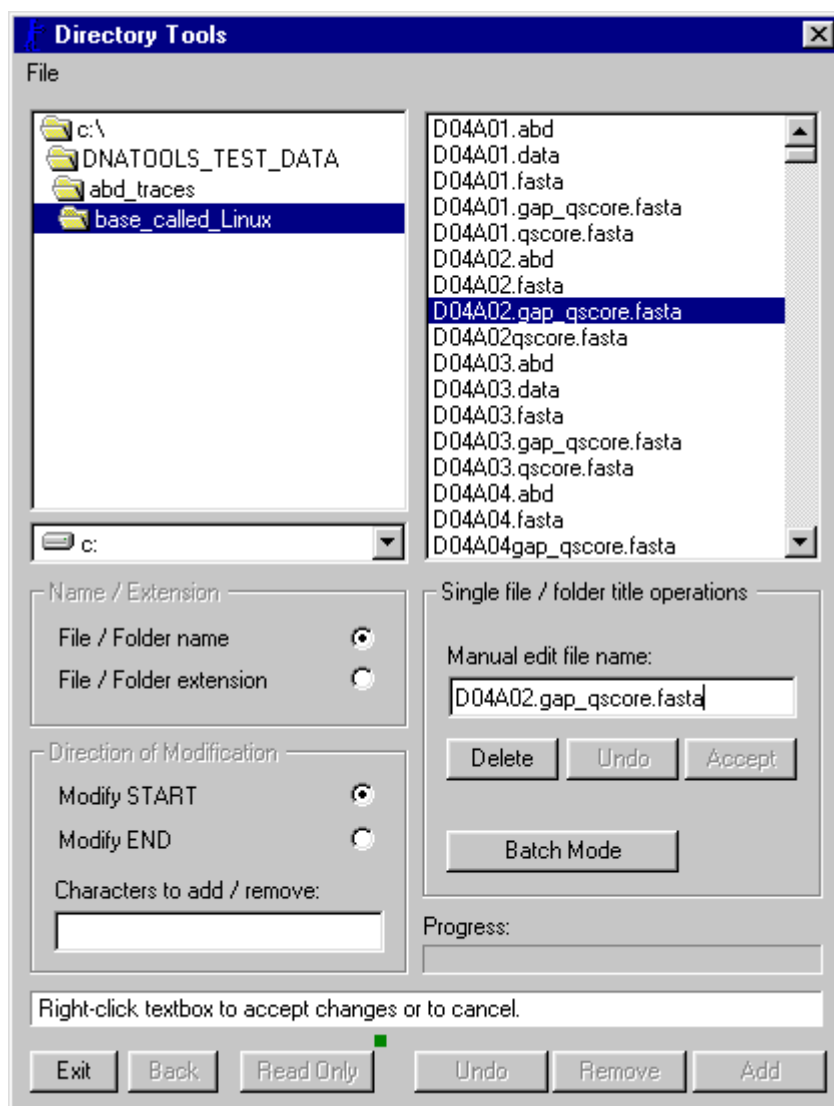 Directory Tools
File
c:\
DNATOOLS_TEST_DATA
abd_traces
base_called_Linux
c:
D04A01.abd
D04A01.data
D04A01.fasta
D04A01.gap_qscore.fasta
D04A01.qscore.fasta
D04A02.abd
D04A02.fasta
D04A02.gap_qscore.fasta
D04A02qscore.fasta
D04A03.abd
D04A03.data
D04A03.fasta
D04A03.gap_qscore.fasta
D04A03.qscore.fasta
D04A04.abd
D04A04.fasta
D04A04gap_qscore.fasta
Name / Extension
File / Folder name
File / Folder extension
Direction of Modification
Modify START
Modify END
Characters to add / remove:
Single file / folder title operations
Manual edit file name:
D04A02.gap_qscore.fasta
Delete Undo Accept
Batch Mode
Progress:
Right-click textbox to accept changes or to cancel.
Exit Back Read Only Undo Remove Add